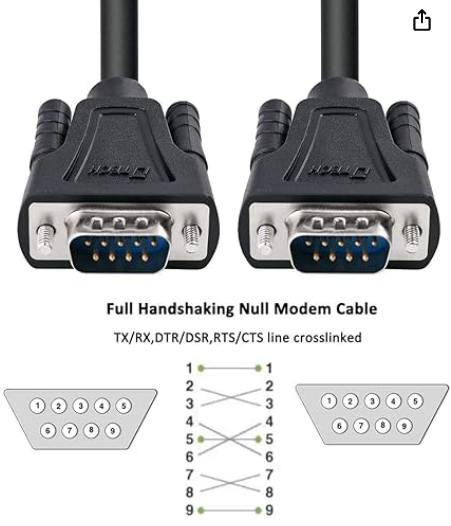 DTECH
DTECH
Full Handshaking Null Modem Cable
TX/RX,DTR/DSR,RTS/CTS line crosslinked
1 1
2 2
3 3
4 4
5 5
6 6
7 7
8 8
9 9
1 2 3 4 5
6 7 8 9
1 2 3 4 5
6 7 8 9